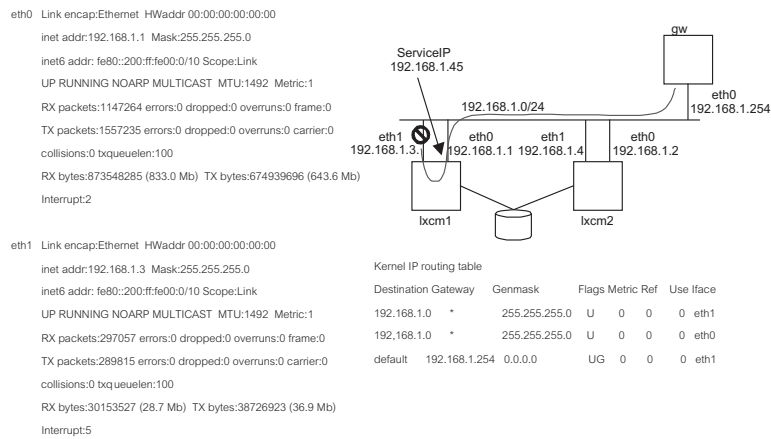 eth0 Link encap:Ethernet HWaddr 00:00:00:00:00:00
inet addr:192.168.1.1 Mask:255.255.255.0
inet6 addr: fe80::200:ff:fe00:0/10 Scope:Link
UP RUNNING NOARP MULTICAST MTU:1492 Metric:1
RX packets:1147264 errors:0 dropped:0 overruns:0 frame:0
TX packets:1557235 errors:0 dropped:0 overruns:0 carrier:0
collisions:0 txqueuelen:100
RX bytes:873548285 (833.0 Mb) TX bytes:674939696 (643.6 Mb)
Interrupt:2
eth1 Link encap:Ethernet HWaddr 00:00:00:00:00:00
inet addr:192.168.1.3 Mask:255.255.255.0
inet6 addr: fe80::200:ff:fe00:0/10 Scope:Link
UP RUNNING NOARP MULTICAST MTU:1492 Metric:1
RX packets:297057 errors:0 dropped:0 overruns:0 frame:0
TX packets:289815 errors:0 dropped:0 overruns:0 carrier:0
collisions:0 txqueuelen:100
RX bytes:30153527 (28.7 Mb) TX bytes:38726923 (36.9 Mb)
Interrupt:5
gw
ServiceIP
192.168.1.45
eth0
192.168.1.254
192.168.1.0/24
eth1
192.168.1.3.
eth0
192.168.1.1
eth1
192.168.1.4
eth0
192.168.1.2
lxcm1
lxcm2
Kernel IP routing table
Destination Gateway Genmask Flags Metric Ref Use Iface
192.168.1.0 * 255.255.255.0 U 0 0 0 eth1
192,168.1.0 * 255.255.255.0 U 0 0 0 eth0
default 192.168.1.254 0.0.0.0 UG 0 0 0 eth1